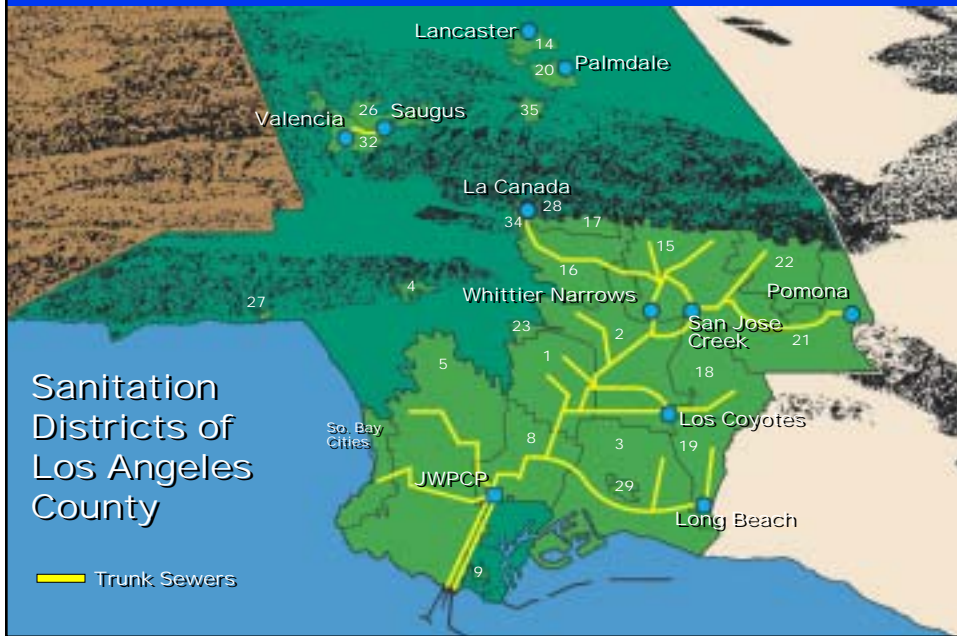 Lancaster
14
20
Palmdale
26
Saugus
35
Valencia
32
La Canada
28
34
17
15
16
22
4
Whittier Narrows
Pomona
27
23
2
San Jose
Creek
21
1
5
18
Sanitation
Districts of
Los Angeles
County
So. Bay
Cities
Los Coyotes
8
3
19
JWPCP
29
Long Beach
9
Trunk Sewers